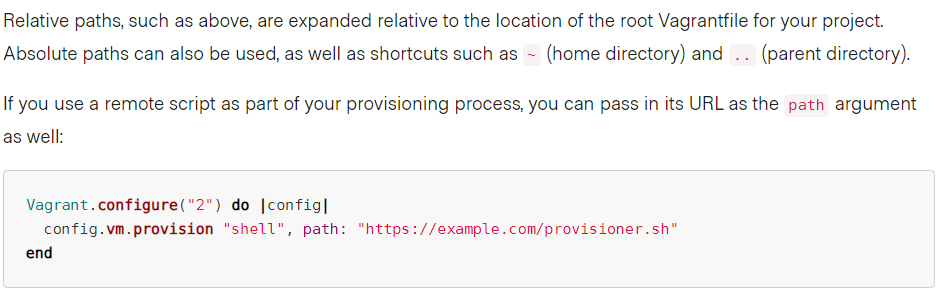 Relative paths, such as above, are expanded relative to the location of the root Vagrantfile for your project.
Absolute paths can also be used, as well as shortcuts such as ~ (home directory) and .. (parent directory).
If you use a remote script as part of your provisioning process, you can pass in its URL as the path argument
as well:
Vagrant.configure("2") do |config|
  config.vm.provision "shell", path: "https://example.com/provisioner.sh"
end